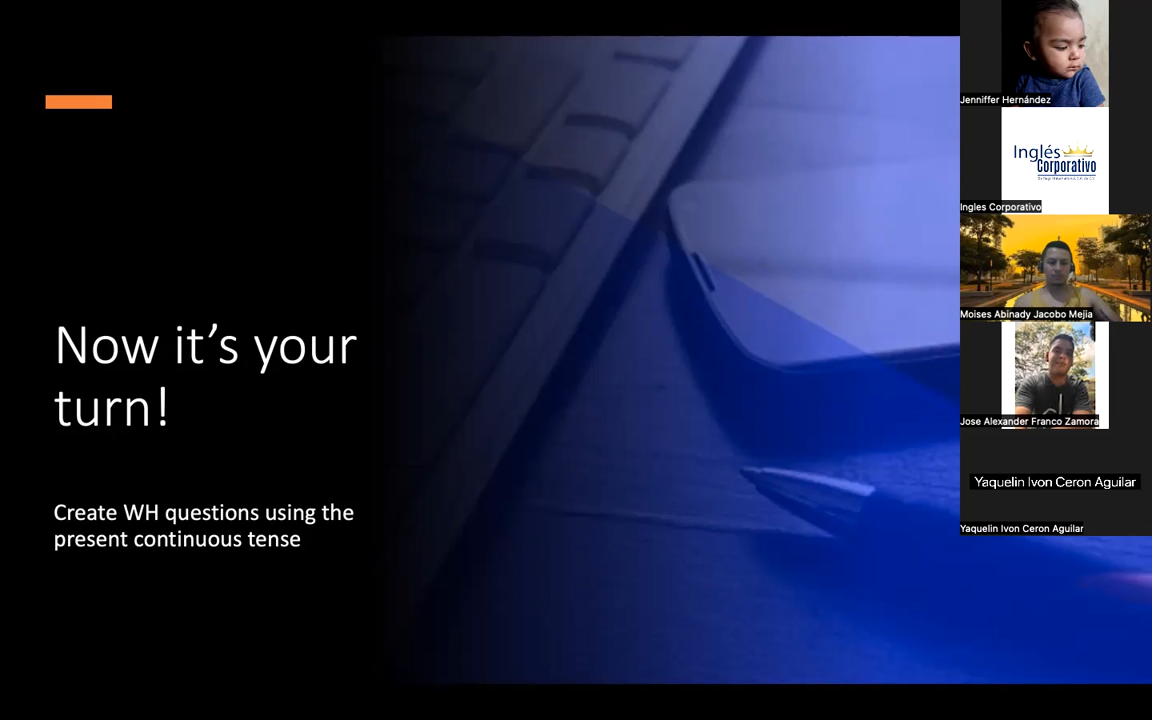 Now it's your
turn!
Create WH questions using the
present continuous tense
Jenniffer Hernández
Inglés
Corporativo
Ingles Corporativo
Moises Abinady Jacobo Mejia
Jose Alexander Franco Zamora
Yaquelin Ivon Ceron Aguilar
Yaquelin Ivon Ceron Aguilar